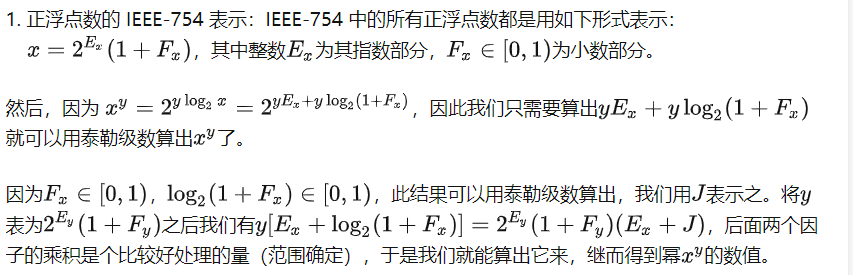 1. 正浮点数的 IEEE-754 表示：IEEE-754 中的所有正浮点数都是用如下形式表示：
$x = 2^{E_x}(1 + F_x)$，其中整数$E_x$为其指数部分，$F_x \in [0, 1)$为小数部分。
然后，因为 $x^y = 2^{y \log_2 x} = 2^{yE_x + y \log_2(1+F_x)}$，因此我们只需要算出$yE_x + y \log_2(1 + F_x)$
就可以用泰勒级数算出$x^y$了。
因为$F_x \in [0, 1)$，$\log_2(1 + F_x) \in [0, 1)$，此结果可以用泰勒级数算出，我们用$J$表示之。将$y$
表为$2^{E_y}(1 + F_y)$之后我们有$y[E_x + \log_2(1 + F_x)] = 2^{E_y}(1 + F_y)(E_x + J)$，后面两个因
子的乘积是个比较好处理的量（范围确定），于是我们就能算出它来，继而得到幂$x^y$的数值。